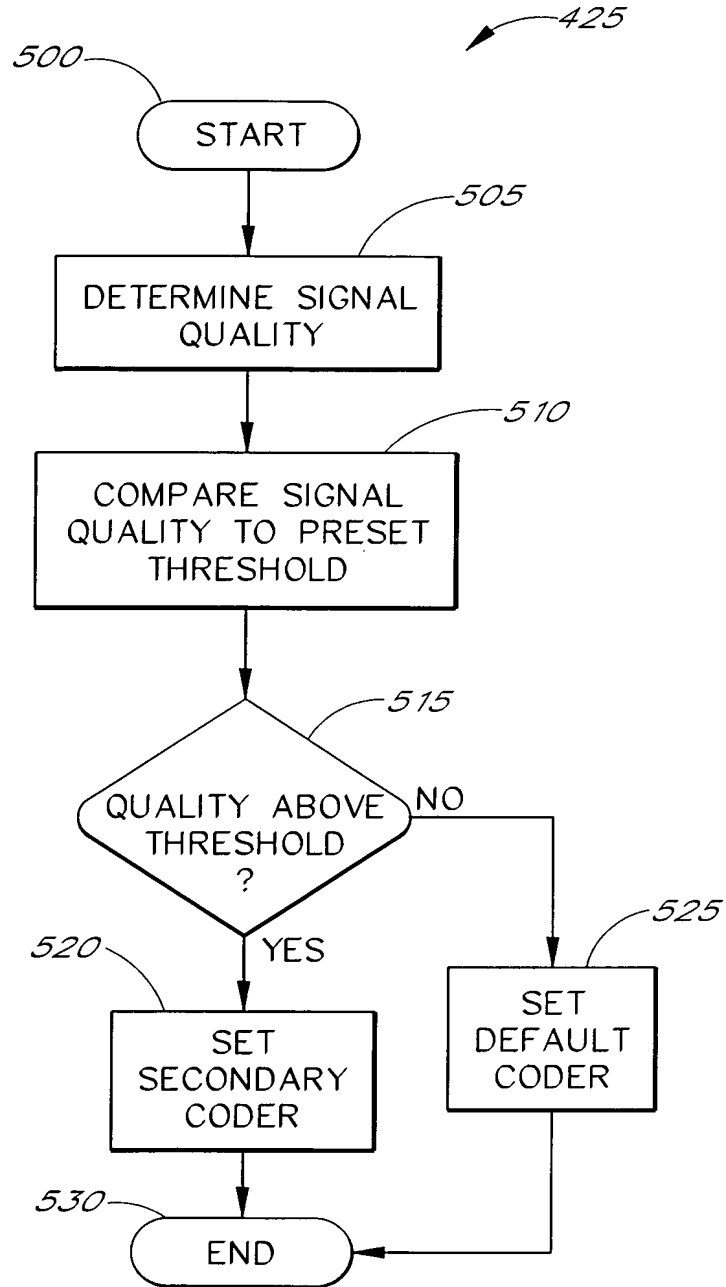 425
500
START
505
DETERMINE SIGNAL
QUALITY
510
COMPARE SIGNAL
QUALITY TO PRESET
THRESHOLD
515
QUALITY ABOVE
THRESHOLD
?
NO
YES
520
SET
SECONDARY
CODER
525
SET
DEFAULT
CODER
530
END